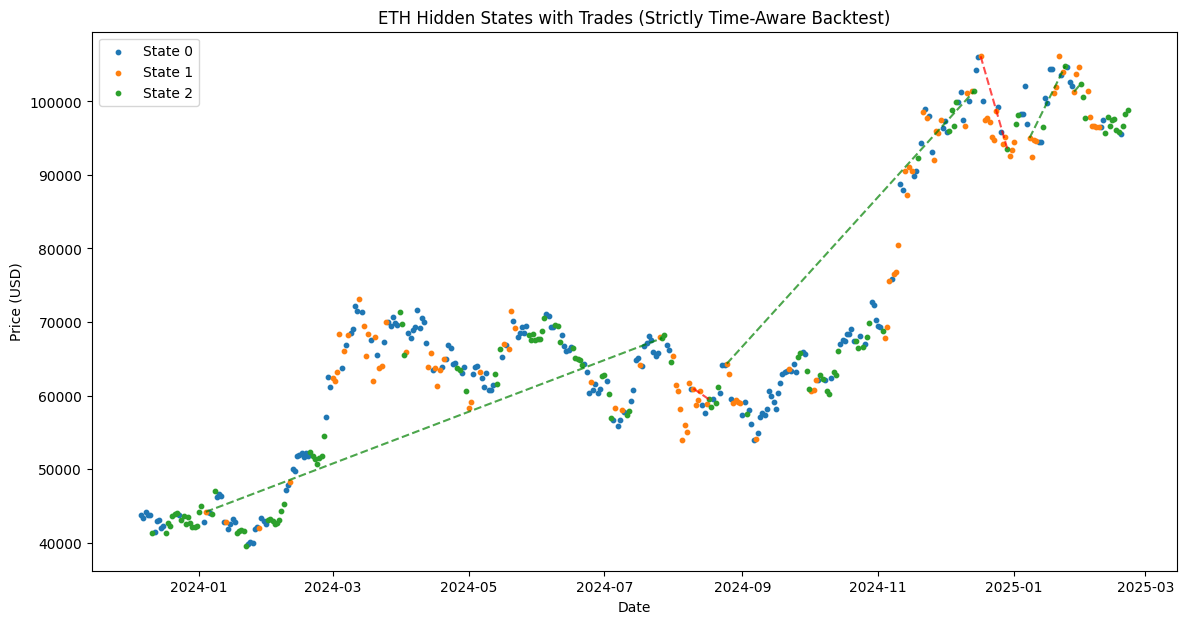 ETH Hidden States with Trades (Strictly Time-Aware Backtest)
State 0
State 1
State 2
100000
90000
80000
70000
60000
50000
40000
Price (USD)
2024-01
2024-03
2024-05
2024-07
2024-09
2024-11
2025-01
2025-03
Date